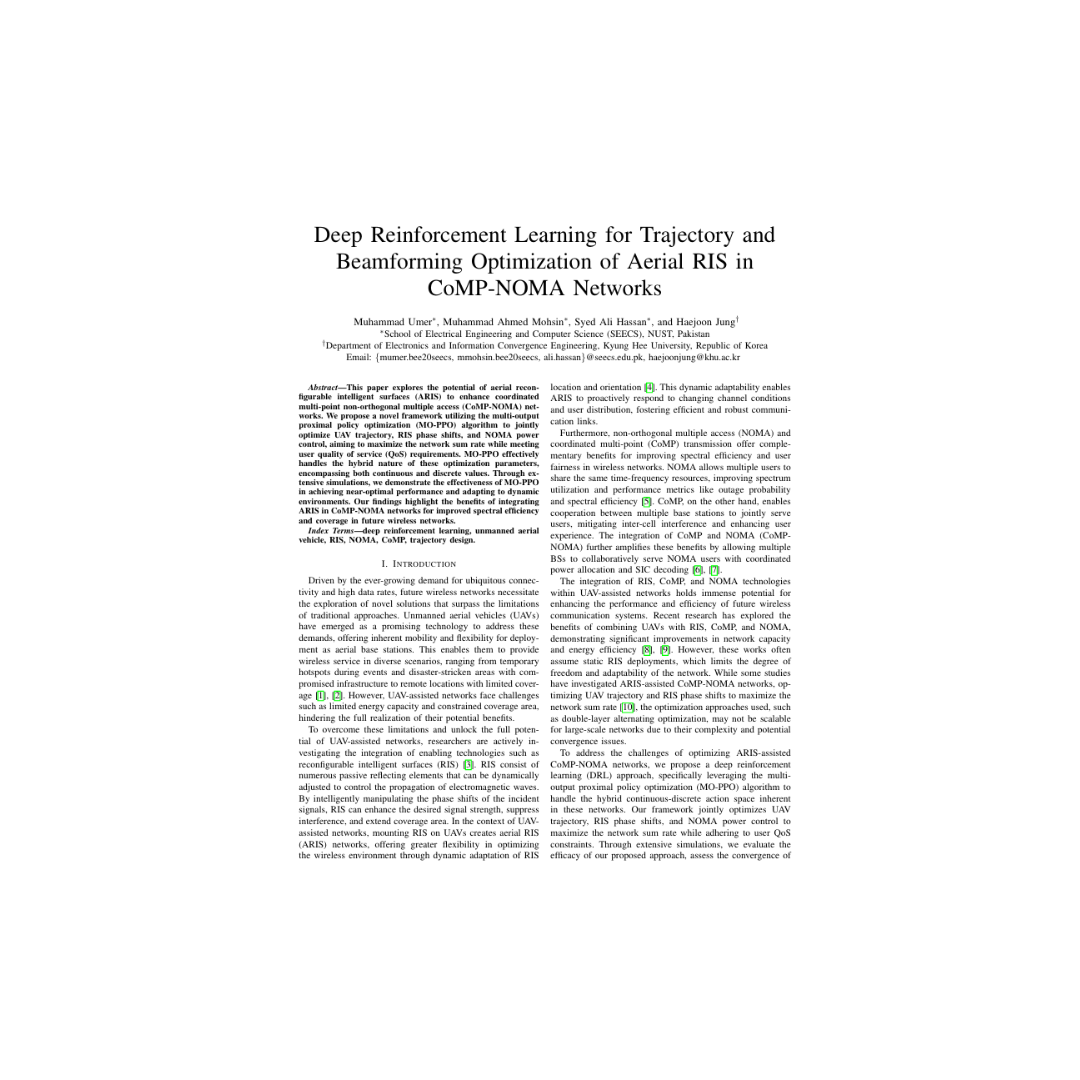 Deep Reinforcement Learning for Trajectory and
Beamforming Optimization of Aerial RIS in
CoMP-NOMA Networks
Muhammad Umer*, Muhammad Ahmed Mohsin*, Syed Ali Hassan*, and Haejoon Jung†
*School of Electrical Engineering and Computer Science (SEECS), NUST, Pakistan
†Department of Electronics and Information Convergence Engineering, Kyung Hee University, Republic of Korea
Email: {mumer.bee20seecs, mmohsin.bee20seecs, ali.hassan}@seecs.edu.pk, haejoonjung@khu.ac.kr
Abstract—This paper explores the potential of aerial recon-
figurable intelligent surfaces (ARIS) to enhance coordinated
multi-point non-orthogonal multiple access (CoMP-NOMA) net-
works. We propose a novel framework utilizing the multi-output
proximal policy optimization (MO-PPO) algorithm to jointly
optimize UAV trajectory, RIS phase shifts, and NOMA power
control, aiming to maximize the network sum rate while meeting
user quality of service (QoS) requirements. MO-PPO effectively
handles the hybrid nature of these optimization parameters,
encompassing both continuous and discrete values. Through ex-
tensive simulations, we demonstrate the effectiveness of MO-PPO
in achieving near-optimal performance and adapting to dynamic
environments. Our findings highlight the benefits of integrating
ARIS in CoMP-NOMA networks for improved spectral efficiency
and coverage in future wireless networks.
Index Terms—deep reinforcement learning, unmanned aerial
vehicle, RIS, NOMA, CoMP, trajectory design.
I. INTRODUCTION
Driven by the ever-growing demand for ubiquitous connec-
tivity and high data rates, future wireless networks necessitate
the exploration of novel solutions that surpass the limitations
of traditional approaches. Unmanned aerial vehicles (UAVs)
have emerged as a promising technology to address these
demands, offering inherent mobility and flexibility for deploy-
ment as aerial base stations. This enables them to provide
wireless service in diverse scenarios, ranging from temporary
hotspots during events and disaster-stricken areas with com-
promised infrastructure to remote locations with limited cover-
age [1], [2]. However, UAV-assisted networks face challenges
such as limited energy capacity and constrained coverage area,
hindering the full realization of their potential benefits.
To overcome these limitations and unlock the full poten-
tial of UAV-assisted networks, researchers are actively in-
vestigating the integration of enabling technologies such as
reconfigurable intelligent surfaces (RIS) [3]. RIS consist of
numerous passive reflecting elements that can be dynamically
adjusted to control the propagation of electromagnetic waves.
By intelligently manipulating the phase shifts of the incident
signals, RIS can enhance the desired signal strength, suppress
interference, and extend coverage area. In the context of UAV-
assisted networks, mounting RIS on UAVs creates aerial RIS
(ARIS) networks, offering greater flexibility in optimizing
the wireless environment through dynamic adaptation of RIS
location and orientation [4]. This dynamic adaptability enables
ARIS to proactively respond to changing channel conditions
and user distribution, fostering efficient and robust communi-
cation links.
Furthermore, non-orthogonal multiple access (NOMA) and
coordinated multi-point (CoMP) transmission offer comple-
mentary benefits for improving spectral efficiency and user
fairness in wireless networks. NOMA allows multiple users to
share the same time-frequency resources, improving spectrum
utilization and performance metrics like outage probability
and spectral efficiency [5]. CoMP, on the other hand, enables
cooperation between multiple base stations to jointly serve
users, mitigating inter-cell interference and enhancing user
experience. The integration of CoMP and NOMA (CoMP-
NOMA) further amplifies these benefits by allowing multiple
BSs to collaboratively serve NOMA users with coordinated
power allocation and SIC decoding [6], [7].
The integration of RIS, CoMP, and NOMA technologies
within UAV-assisted networks holds immense potential for
enhancing the performance and efficiency of future wireless
communication systems. Recent research has explored the
benefits of combining UAVs with RIS, CoMP, and NOMA,
demonstrating significant improvements in network capacity
and energy efficiency [8], [9]. However, these works often
assume static RIS deployments, which limits the degree of
freedom and adaptability of the network. While some studies
have investigated ARIS-assisted CoMP-NOMA networks, op-
timizing UAV trajectory and RIS phase shifts to maximize the
network sum rate [10], the optimization approaches used, such
as double-layer alternating optimization, may not be scalable
for large-scale networks due to their complexity and potential
convergence issues.
To address the challenges of optimizing ARIS-assisted
CoMP-NOMA networks, we propose a deep reinforcement
learning (DRL) approach, specifically leveraging the multi-
output proximal policy optimization (MO-PPO) algorithm to
handle the hybrid continuous-discrete action space inherent
in these networks. Our framework jointly optimizes UAV
trajectory, RIS phase shifts, and NOMA power control to
maximize the network sum rate while adhering to user QoS
constraints. Through extensive simulations, we evaluate the
efficacy of our proposed approach, assess the convergence of